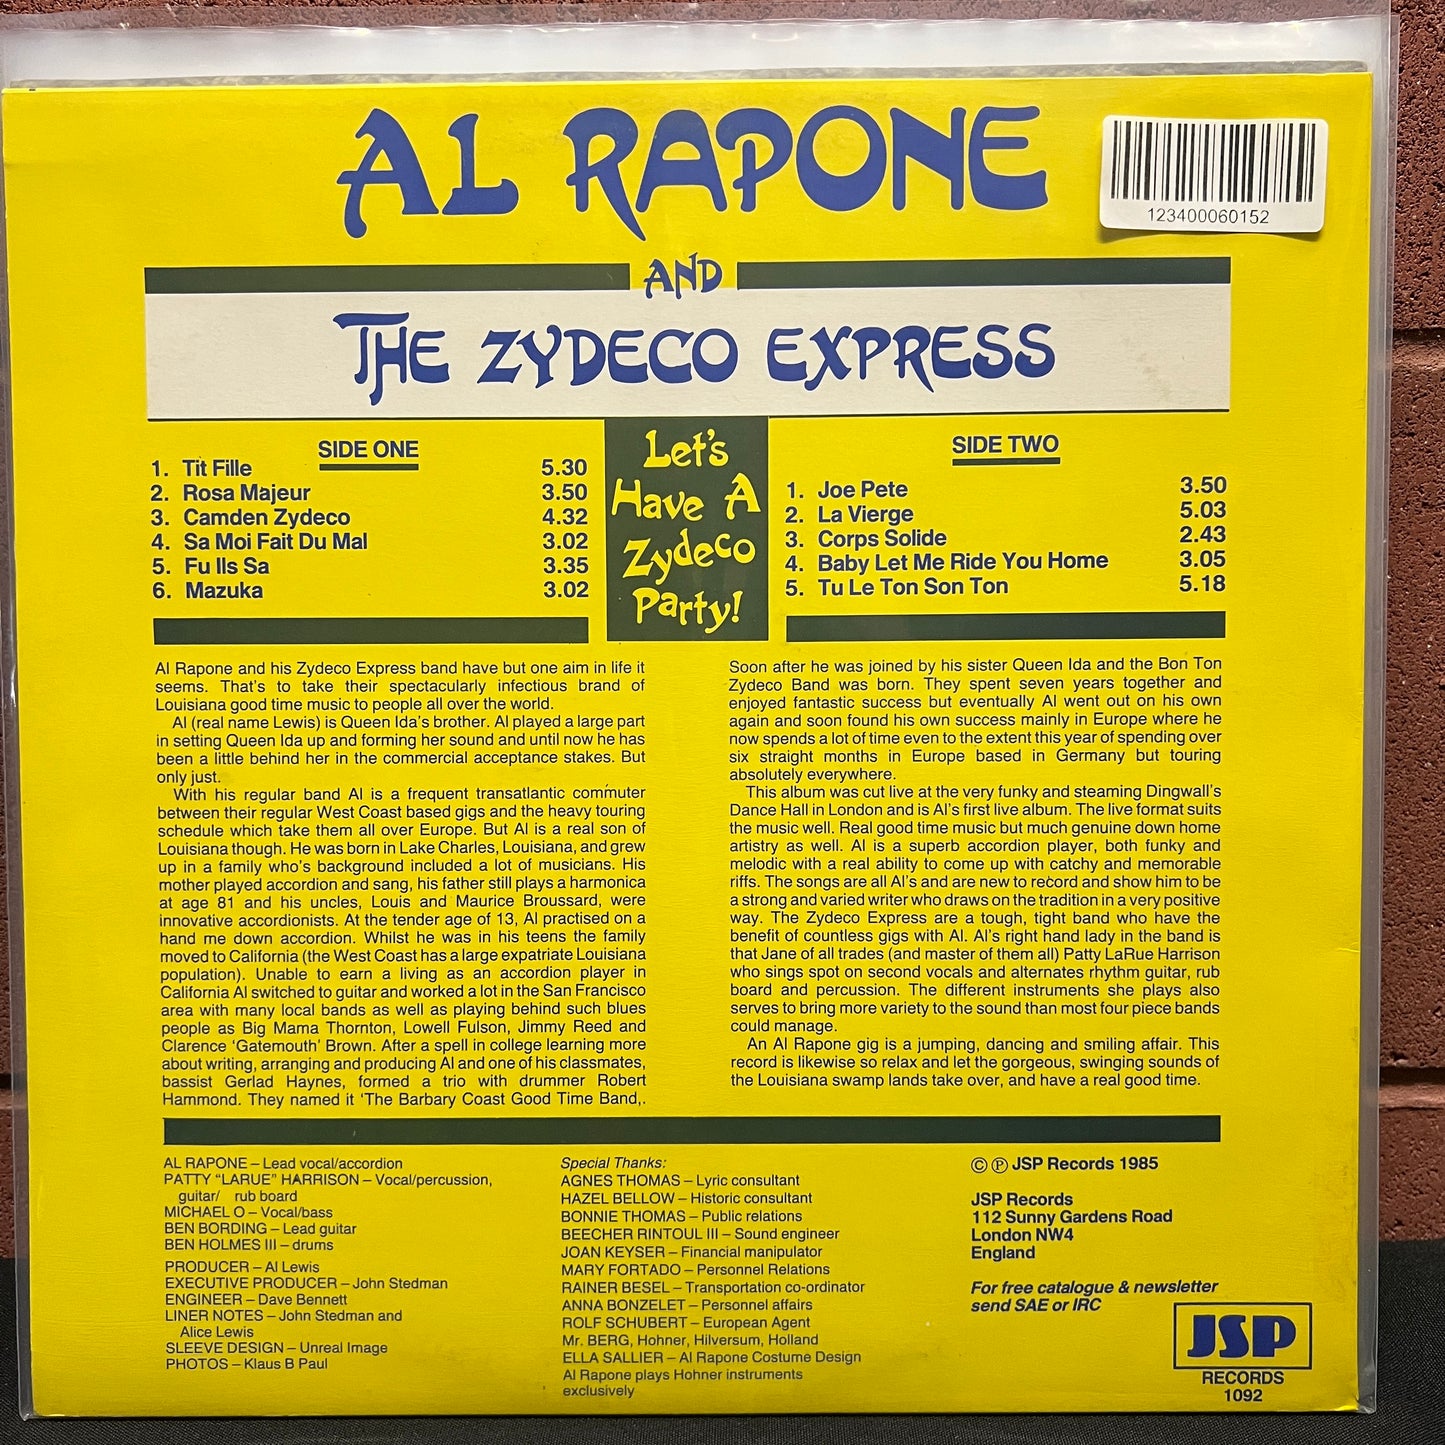 AL RAPONE
123400060152
AND
THE ZYDECO EXPRESS
SIDE ONE
1. Tit Fille 5.30
2. Rosa Majeur 3.50
3. Camden Zydeco 4.32
4. Sa Moi Fait Du Mal 3.02
5. Fu Ils Sa 3.35
6. Mazuka 3.02
Let's
Have A
Zydeco
Party!
SIDE TWO
1. Joe Pete 3.50
2. La Vierge 5.03
3. Corps Solide 2.43
4. Baby Let Me Ride You Home 3.05
5. Tu Le Ton Son Ton 5.18
Al Rapone and his Zydeco Express band have but one aim in life it
seems. That's to take their spectacularly infectious brand of
Louisiana good time music to people all over the world.
Al (real name Lewis) is Queen Ida's brother. Al played a large part
in setting Queen Ida up and forming her sound and until now he has
been a little behind her in the commercial acceptance stakes. But
only just.
With his regular band Al is a frequent transatlantic commuter
between their regular West Coast based gigs and the heavy touring
schedule which take them all over Europe. But Al is a real son of
Louisiana though. He was born in Lake Charles, Louisiana, and grew
up in a family who's background included a lot of musicians. His
mother played accordion and sang, his father still plays a harmonica
at age 81 and his uncles, Louis and Maurice Broussard, were
innovative accordionists. At the tender age of 13, Al practised on a
hand me down accordion. Whilst he was in his teens the family
moved to California (the West Coast has a large expatriate Louisiana
population). Unable to earn a living as an accordion player in
California Al switched to guitar and worked a lot in the San Francisco
area with many local bands as well as playing behind such blues
people as Big Mama Thornton, Lowell Fulson, Jimmy Reed and
Clarence 'Gatemouth' Brown. After a spell in college learning more
about writing, arranging and producing Al and one of his classmates,
bassist Gerlad Haynes, formed a trio with drummer Robert
Hammond. They named it 'The Barbary Coast Good Time Band,.
Soon after he was joined by his sister Queen Ida and the Bon Ton
Zydeco Band was born. They spent seven years together and
enjoyed fantastic success but eventually Al went out on his own
again and soon found his own success mainly in Europe where he
now spends a lot of time even to the extent this year of spending over
six straight months in Europe based in Germany but touring
absolutely everywhere.
This album was cut live at the very funky and steaming Dingwall's
Dance Hall in London and is Al's first live album. The live format suits
the music well. Real good time music but much genuine down home
artistry as well. Al is a superb accordion player, both funky and
melodic with a real ability to come up with catchy and memorable
riffs. The songs are all Al's and are new to record and show him to be
a strong and varied writer who draws on the tradition in a very positive
way. The Zydeco Express are a tough, tight band who have the
benefit of countless gigs with Al. Al's right hand lady in the band is
that Jane of all trades (and master of them all) Patty LaRue Harrison
who sings spot on second vocals and alternates rhythm guitar, rub
board and percussion. The different instruments she plays also
serves to bring more variety to the sound than most four piece bands
could manage.
An Al Rapone gig is a jumping, dancing and smiling affair. This
record is likewise so relax and let the gorgeous, swinging sounds of
the Louisiana swamp lands take over, and have a real good time.
AL RAPONE – Lead vocal/accordion
PATTY "LARUE" HARRISON – Vocal/percussion,
guitar/ rub board
MICHAEL O – Vocal/bass
BEN BORDING – Lead guitar
BEN HOLMES III – drums
PRODUCER – Al Lewis
EXECUTIVE PRODUCER – John Stedman
ENGINEER – Dave Bennett
LINER NOTES – John Stedman and
Alice Lewis
SLEEVE DESIGN – Unreal Image
PHOTOS – Klaus B Paul
Special Thanks:
AGNES THOMAS – Lyric consultant
HAZEL BELLOW – Historic consultant
BONNIE THOMAS – Public relations
BEECHER RINTOUL III – Sound engineer
JOAN KEYSER – Financial manipulator
MARY FORTADO – Personnel Relations
RAINER BESEL – Transportation co-ordinator
ANNA BONZELET – Personnel affairs
ROLF SCHUBERT – European Agent
Mr. BERG, Hohner, Hilversum, Holland
ELLA SALLIER – Al Rapone Costume Design
Al Rapone plays Hohner instruments
exclusively
© ℗ JSP Records 1985
JSP Records
112 Sunny Gardens Road
London NW4
England
For free catalogue & newsletter
send SAE or IRC
JSP
RECORDS
1092